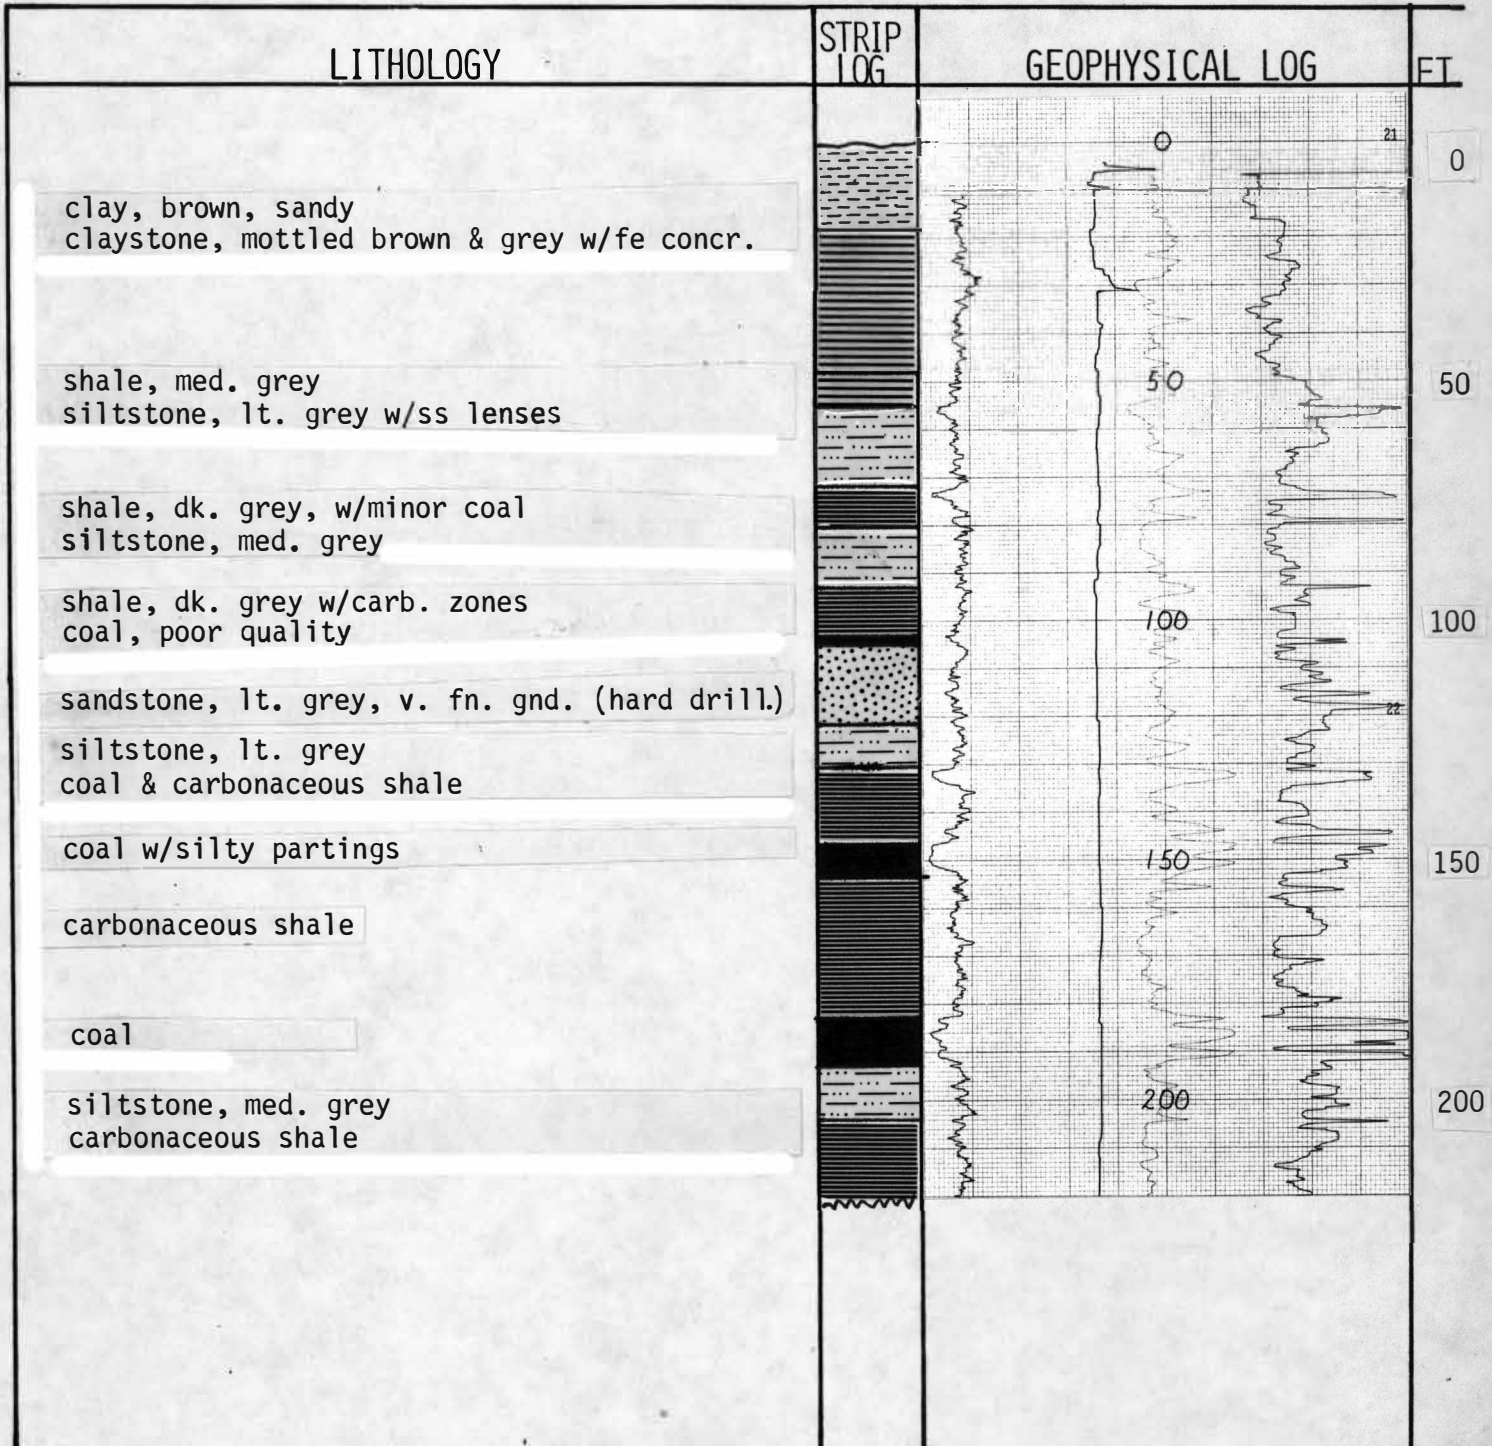 LITHOLOGY
STRIP
LOG
GEOPHYSICAL LOG
FT
0
21
0
clay, brown, sandy
claystone, mottled brown & grey w/fe concr.
shale, med. grey
50
50
siltstone, lt. grey w/ss lenses
shale, dk. grey, w/minor coal
siltstone, med. grey
shale, dk. grey w/carb. zones
100
100
coal, poor quality
sandstone, lt. grey, v. fn. gnd. (hard drill.)
22
siltstone, lt. grey
coal & carbonaceous shale
coal w/silty partings
150
150
carbonaceous shale
coal
siltstone, med. grey
200
200
carbonaceous shale